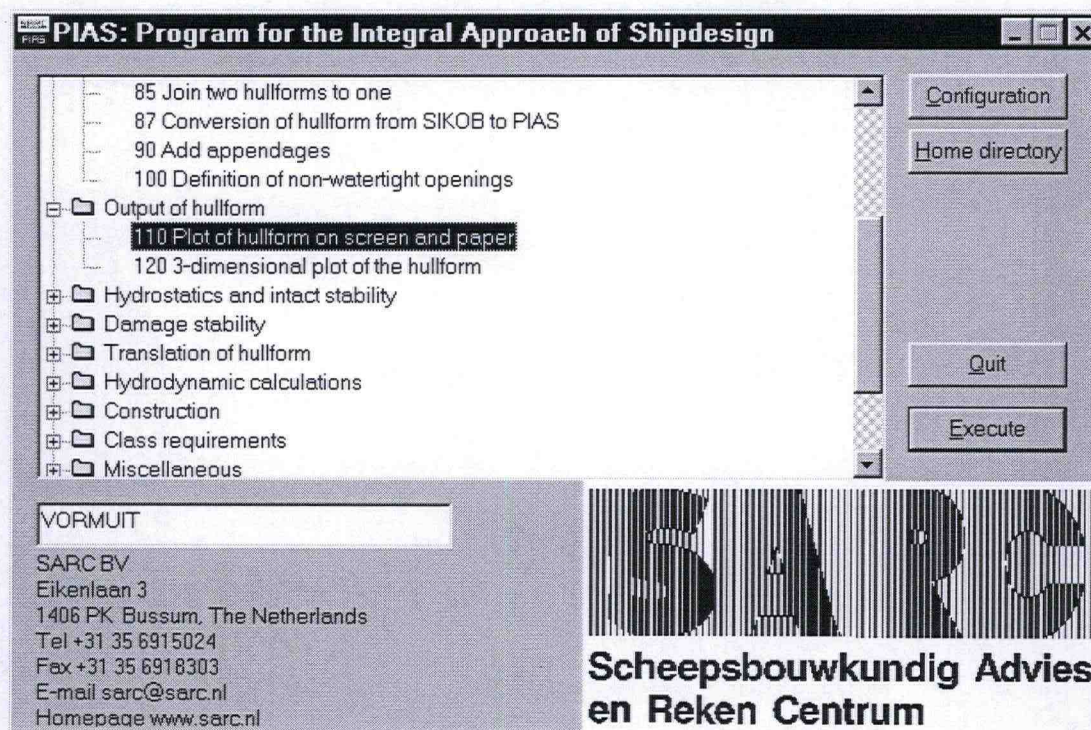 PIAS: Program for the Integral Approach of Shipdesign
85 Join two hullforms to one
87 Conversion of hullform from SIKOB to PIAS
90 Add appendages
100 Definition of non-watertight openings
Output of hullform
110 Plot of hullform on screen and paper
120 3-dimensional plot of the hullform
Hydrostatics and intact stability
Damage stability
Translation of hullform
Hydrodynamic calculations
Construction
Class requirements
Miscellaneous
Configuration
Home directory
Quit
Execute
VORMUIT
SARC BV
Eikenlaan 3
1406 PK Bussum, The Netherlands
Tel +31 35 6915024
Fax +31 35 6918303
E-mail sarc@sarc.nl
Homepage www.sarc.nl
SARC
Scheepsbouwkundig Advies
en Reken Centrum